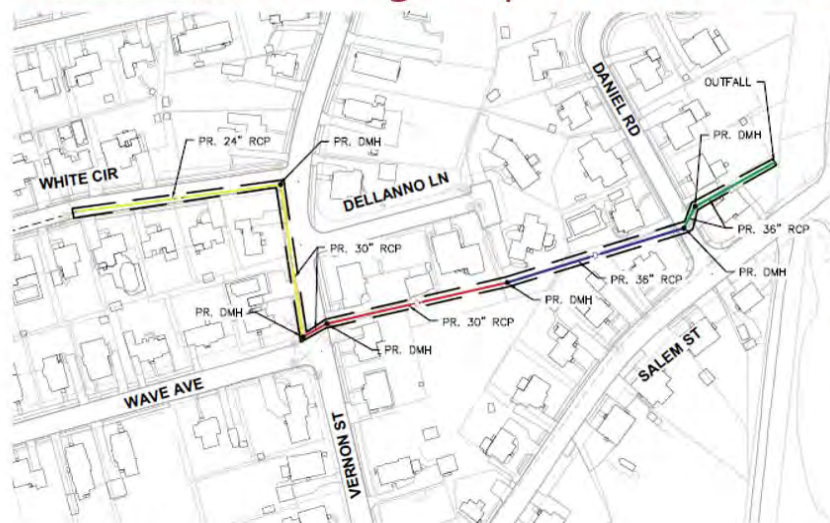 OUTFALL
DANIEL RD
PR. DMH
PR. 24" RCP
PR. DMH
WHITE CIR
DELLANNO LN
PR. 36" RCP
PR. 30" RCP
PR. DMH
PR. 36" RCP
PR. DMH
PR. DMH
PR. 30" RCP
PR. DMH
SALEM ST
WAVE AVE
VERNON ST